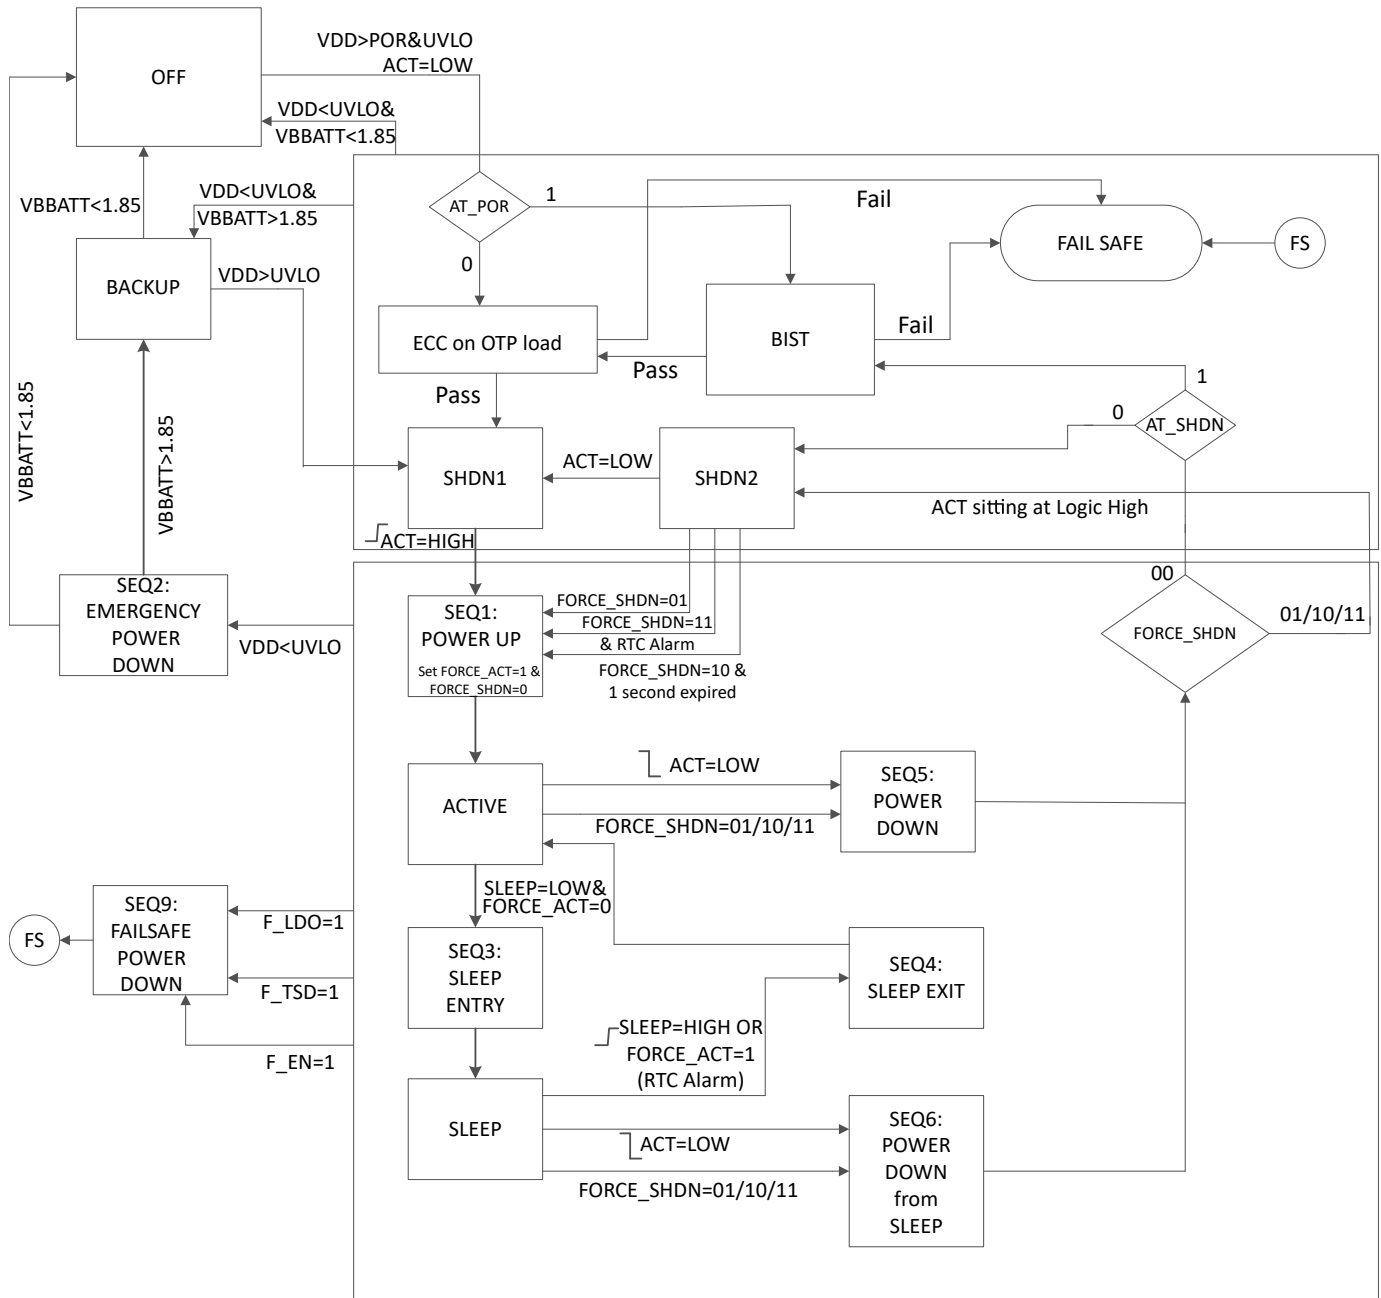 OFF
VDD>POR&UVLO
ACT=LOW
VDD<UVLO&
VBBATT<1.85
VBBATT<1.85
VDD<UVLO&
VBBATT>1.85
BACKUP
VDD>UVLO
AT_POR
1
0
Fail
FAIL SAFE
FS
ECC on OTP load
BIST
Fail
Pass
Pass
1
0
AT_SHDN
SHDN1
ACT=LOW
SHDN2
ACT sitting at Logic High
ACT=HIGH
VBBATT<1.85
VBBATT>1.85
SEQ2:
EMERGENCY
POWER
DOWN
VDD<UVLO
SEQ1:
POWER UP
Set FORCE_ACT=1 &
FORCE_SHDN=0
FORCE_SHDN=01
FORCE_SHDN=11
& RTC Alarm
FORCE_SHDN=10 &
1 second expired
00
FORCE_SHDN
01/10/11
ACTIVE
ACT=LOW
FORCE_SHDN=01/10/11
SEQ5:
POWER
DOWN
SLEEP=LOW&
FORCE_ACT=0
SEQ9:
FAILSAFE
POWER
DOWN
FS
F_LDO=1
F_TSD=1
F_EN=1
SEQ3:
SLEEP
ENTRY
SEQ4:
SLEEP EXIT
SLEEP=HIGH OR
FORCE_ACT=1
(RTC Alarm)
SLEEP
ACT=LOW
FORCE_SHDN=01/10/11
SEQ6:
POWER
DOWN
from
SLEEP